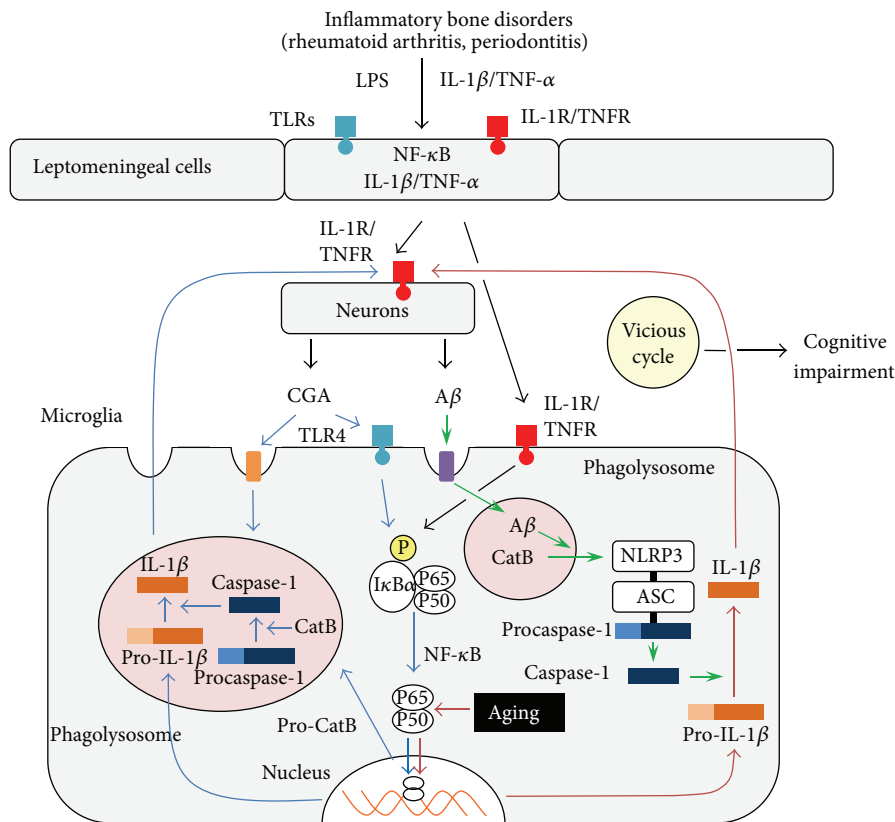 Inflammatory bone disorders
(rheumatoid arthritis, periodontitis)
LPS
IL-1β/TNF-α
TLRs
IL-1R/TNFR
Leptomeningeal cells
NF-κB
IL-1β/TNF-α
IL-1R/
TNFR
Neurons
Vicious
cycle
Cognitive
impairment
CGA
Aβ
Microglia
TLR4
IL-1R/
TNFR
Phagolysosome
P
Aβ
CatB
NLRP3
ASC
IL-1β
Caspase-1
IκBα
P65
P50
IL-1β
Procaspase-1
CatB
Pro-IL-1β
Procaspase-1
NF-κB
Caspase-1
P65
P50
Aging
Pro-CatB
Pro-IL-1β
Phagolysosome
Nucleus